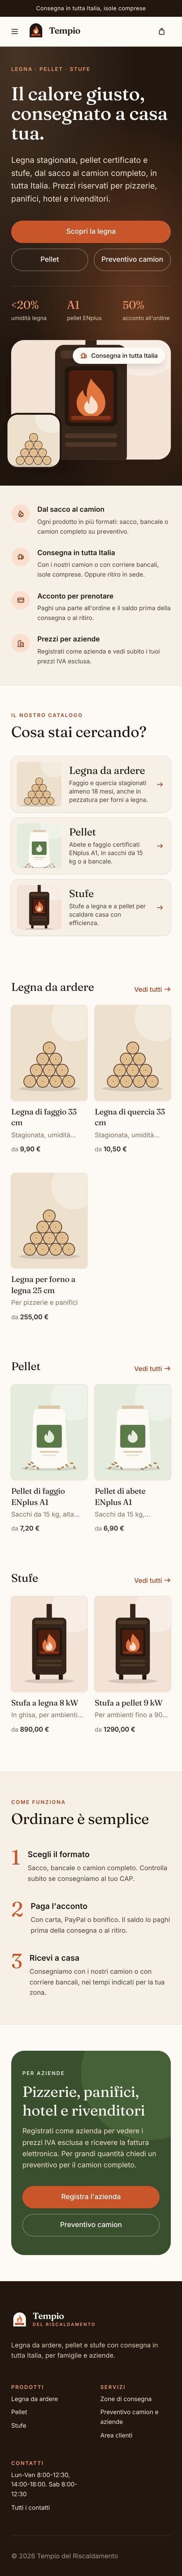 Consegna in tutta Italia, isole comprese
Tempio
LEGNA · PELLET · STUFE
Il calore giusto,
consegnato a casa
tua.
Legna stagionata, pellet certificato e
stufe, dal sacco al camion completo, in
tutta Italia. Prezzi riservati per pizzerie,
panifici, hotel e rivenditori.
Scopri la legna
Pellet
Preventivo camion
<20%
umidità legna
A1
pellet ENplus
50%
acconto all'ordine
Consegna in tutta Italia
Dal sacco al camion
Ogni prodotto in più formati: sacco, bancale o
camion completo su preventivo.
Consegna in tutta Italia
Con i nostri camion o con corrieri bancali,
isole comprese. Oppure ritiro in sede.
Acconto per prenotare
Paghi una parte all'ordine e il saldo prima della
consegna o al ritiro.
Prezzi per aziende
Registrati come azienda e vedi subito i tuoi
prezzi IVA esclusa.
IL NOSTRO CATALOGO
Cosa stai cercando?
Legna da ardere
Faggio e quercia stagionati
almeno 18 mesi, anche in
pezzatura per forni a legna.
Pellet
Abete e faggio certificati
ENplus A1, in sacchi da 15
kg o a bancale.
Stufe
Stufe a legna e a pellet per
scaldare casa con
efficienza.
Legna da ardere
Vedi tutti →
Legna di faggio 33
cm
Stagionata, umidità...
da 9,90 €
Legna di quercia 33
cm
Stagionata, umidità...
da 10,50 €
Legna per forno a
legna 25 cm
Per pizzerie e panifici
da 255,00 €
Pellet
Vedi tutti →
Pellet di faggio
ENplus A1
Sacchi da 15 kg, alta...
da 7,20 €
Pellet di abete
ENplus A1
Sacchi da 15 kg,...
da 6,90 €
Stufe
Vedi tutti →
Stufa a legna 8 kW
In ghisa, per ambienti...
da 890,00 €
Stufa a pellet 9 kW
Per ambienti fino a 90...
da 1290,00 €
COME FUNZIONA
Ordinare è semplice
1
Scegli il formato
Sacco, bancale o camion completo. Controlla
subito se consegniamo al tuo CAP.
2
Paga l'acconto
Con carta, PayPal o bonifico. Il saldo lo paghi
prima della consegna o al ritiro.
3
Ricevi a casa
Consegniamo con i nostri camion o con
corriere bancali, nei tempi indicati per la tua
zona.
PER AZIENDE
Pizzerie, panifici,
hotel e rivenditori
Registrati come azienda per vedere i
prezzi IVA esclusa e ricevere la fattura
elettronica. Per grandi quantità chiedi un
preventivo per il camion completo.
Registra l'azienda
Preventivo camion
Tempio
DEL RISCALDAMENTO
Legna da ardere, pellet e stufe con consegna in
tutta Italia, per famiglie e aziende.
PRODOTTI
Legna da ardere
Pellet
Stufe
SERVIZI
Zone di consegna
Preventivo camion e
aziende
Area clienti
CONTATTI
Lun-Ven 8:00-12:30,
14:00-18:00. Sab 8:00-
12:30
Tutti i contatti
© 2026 Tempio del Riscaldamento